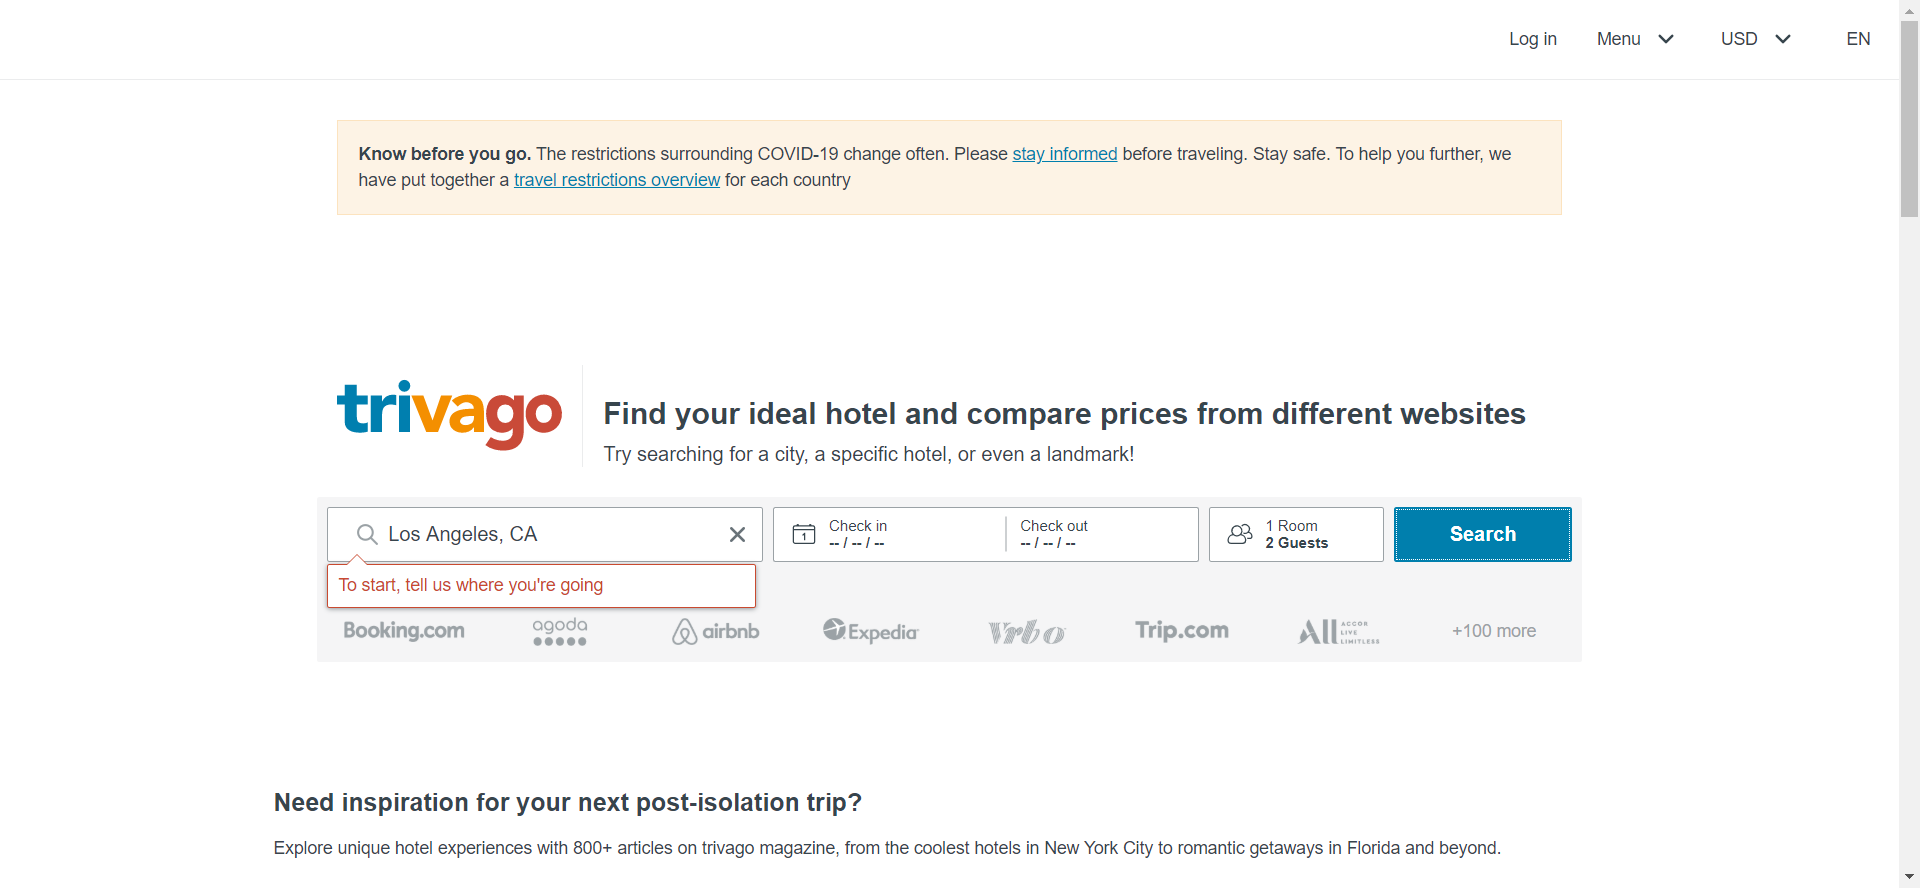 Log in Menu USD EN
Know before you go. The restrictions surrounding COVID-19 change often. Please stay informed before traveling. Stay safe. To help you further, we
have put together a travel restrictions overview for each country
trivago
Find your ideal hotel and compare prices from different websites
Try searching for a city, a specific hotel, or even a landmark!
Los Angeles, CA
1
Check in
-- / -- / --
Check out
-- / -- / --
1 Room
2 Guests
Search
To start, tell us where you're going
Booking.com
agoda
airbnb
Expedia
Vrbo
Trip.com
All
ACCOR
LIVE
LIMITLESS
+100 more
Need inspiration for your next post-isolation trip?
Explore unique hotel experiences with 800+ articles on trivago magazine, from the coolest hotels in New York City to romantic getaways in Florida and beyond.